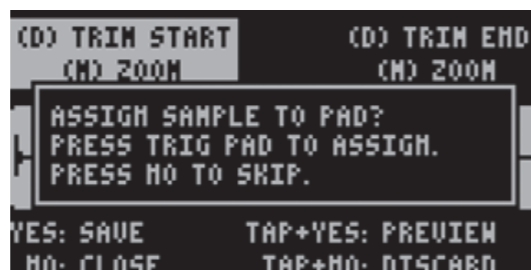 (D) TRIM START (D) TRIM END
(M) ZOOM (M) ZOOM
ASSIGN SAMPLE TO PAD?
PRESS TRIG PAD TO ASSIGN.
PRESS NO TO SKIP.
YES: SAVE TAP+YES: PREVIEW
NO: CLOSE TAP+NO: DISCARD